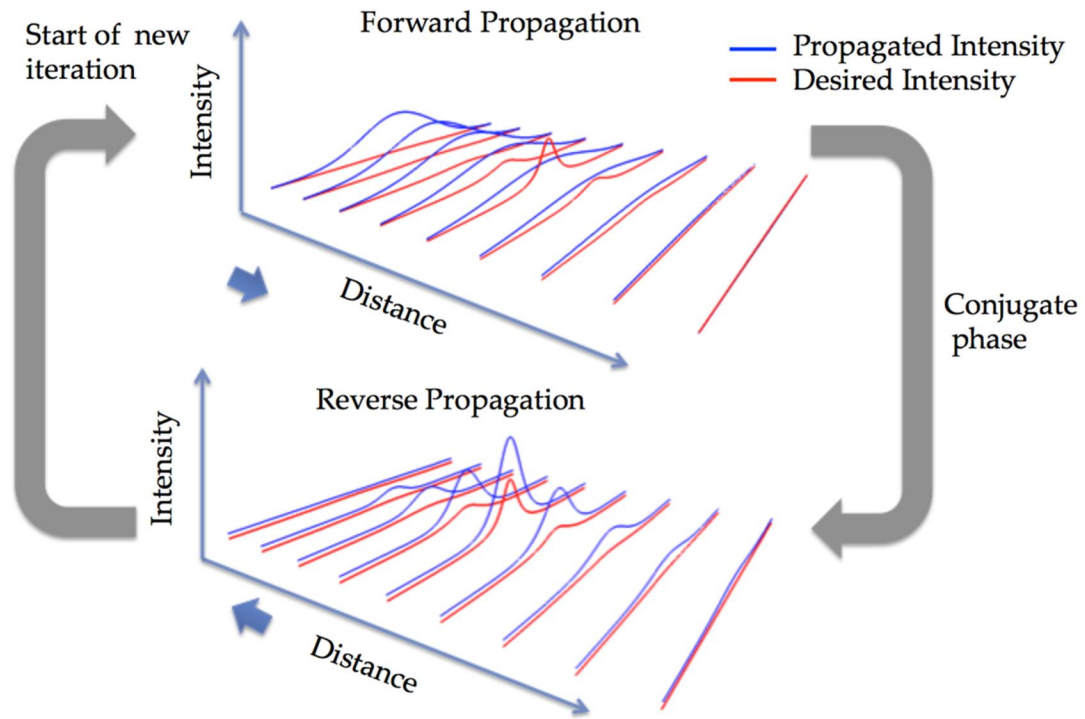 Forward Propagation
Start of new
iteration
Propagated Intensity
Desired Intensity
Intensity
Distance
Conjugate
phase
Reverse Propagation
Intensity
Distance